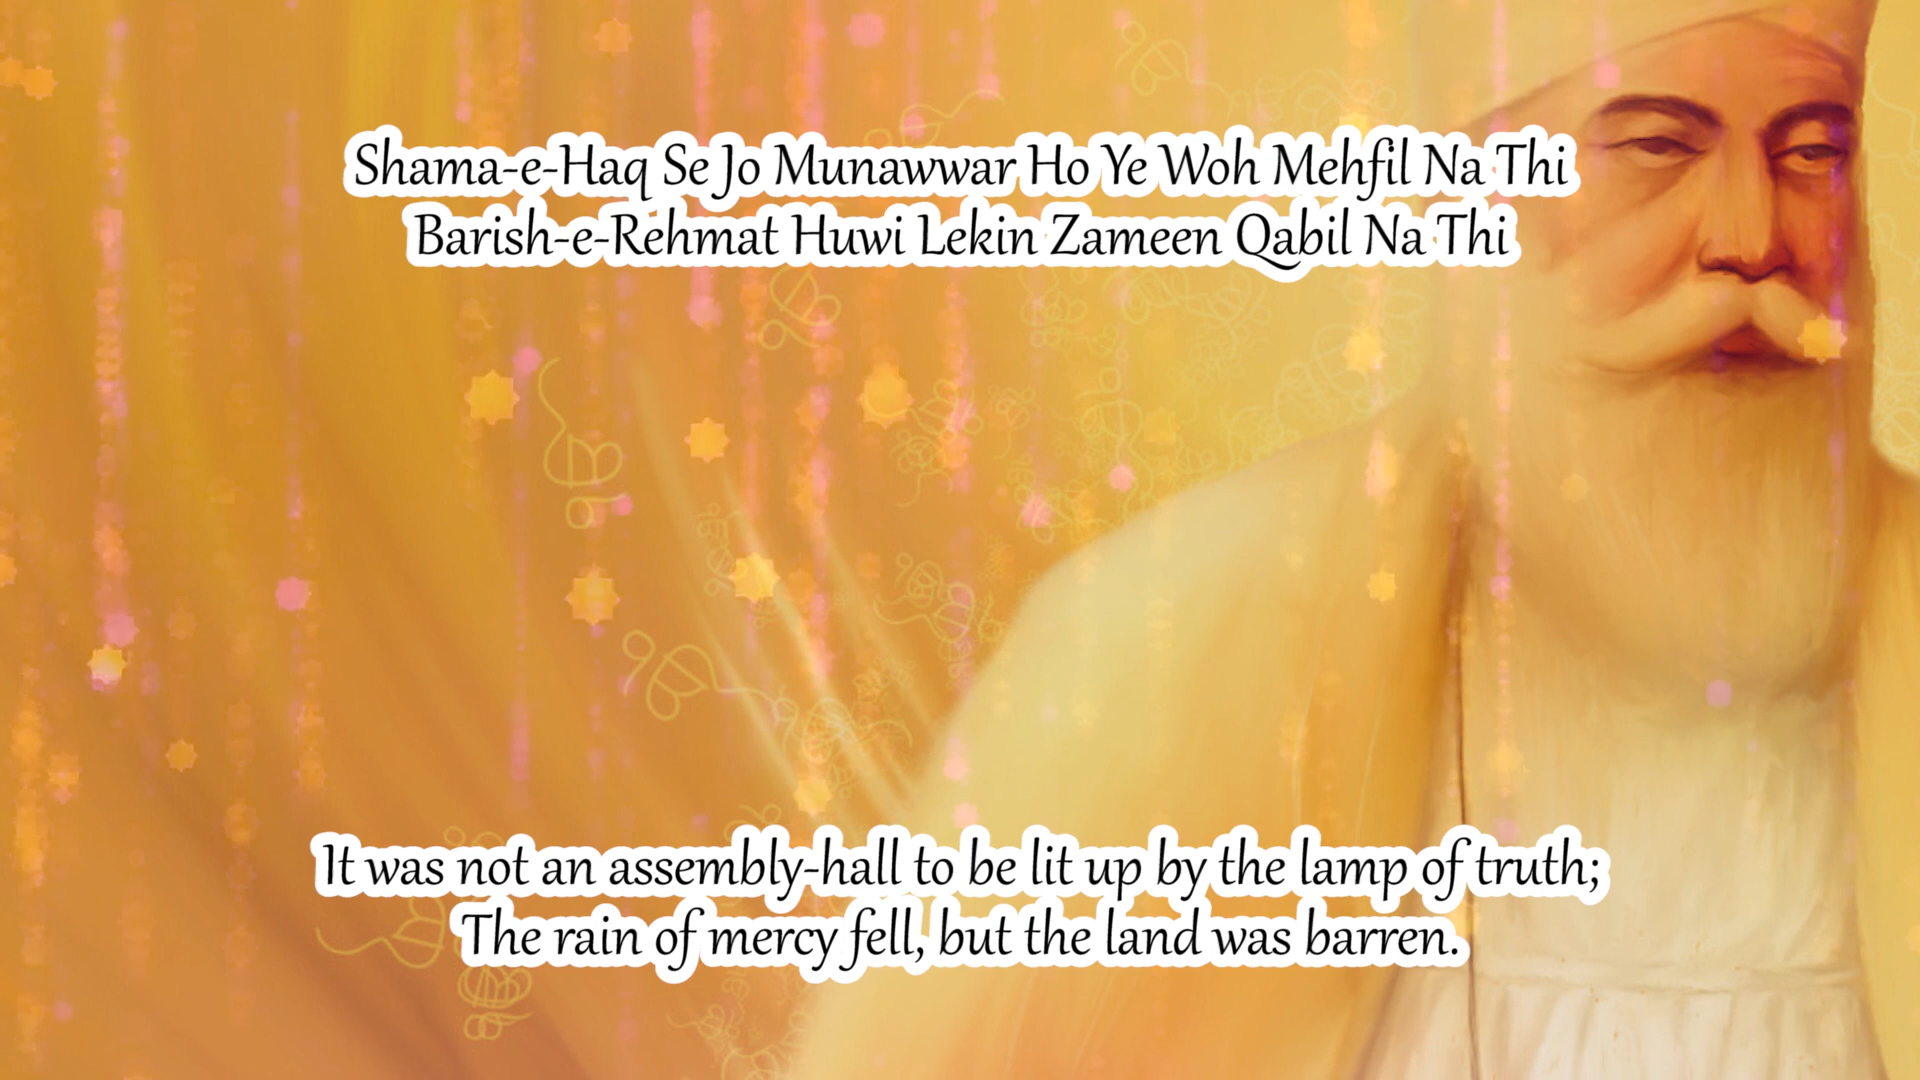 Shama-e-Haq Se Jo Munawwar Ho Ye Woh Mehfil Na Thi
Barish-e-Rehmat Huwi Lekin Zameen Qabil Na Thi
It was not an assembly-hall to be lit up by the lamp of truth;
The rain of mercy fell, but the land was barren.